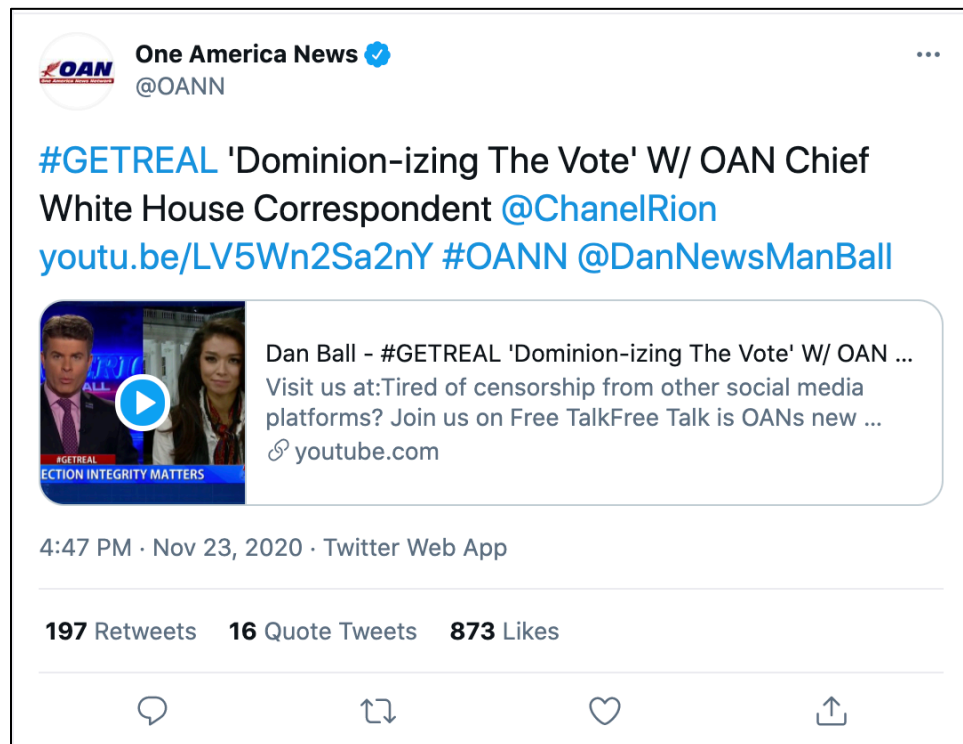 OAN
One America News Network
One America News
@OANN
#GETREAL 'Dominion-izing The Vote' W/ OAN Chief
White House Correspondent @ChanelRion
youtu.be/LV5Wn2Sa2nY #OANN @DanNewsManBall
ALL
#GETREAL
ECTION INTEGRITY MATTERS
Dan Ball - #GETREAL 'Dominion-izing The Vote' W/ OAN ...
Visit us at:Tired of censorship from other social media
platforms? Join us on Free TalkFree Talk is OANs new ...
youtube.com
4:47 PM · Nov 23, 2020 · Twitter Web App
197 Retweets 16 Quote Tweets 873 Likes